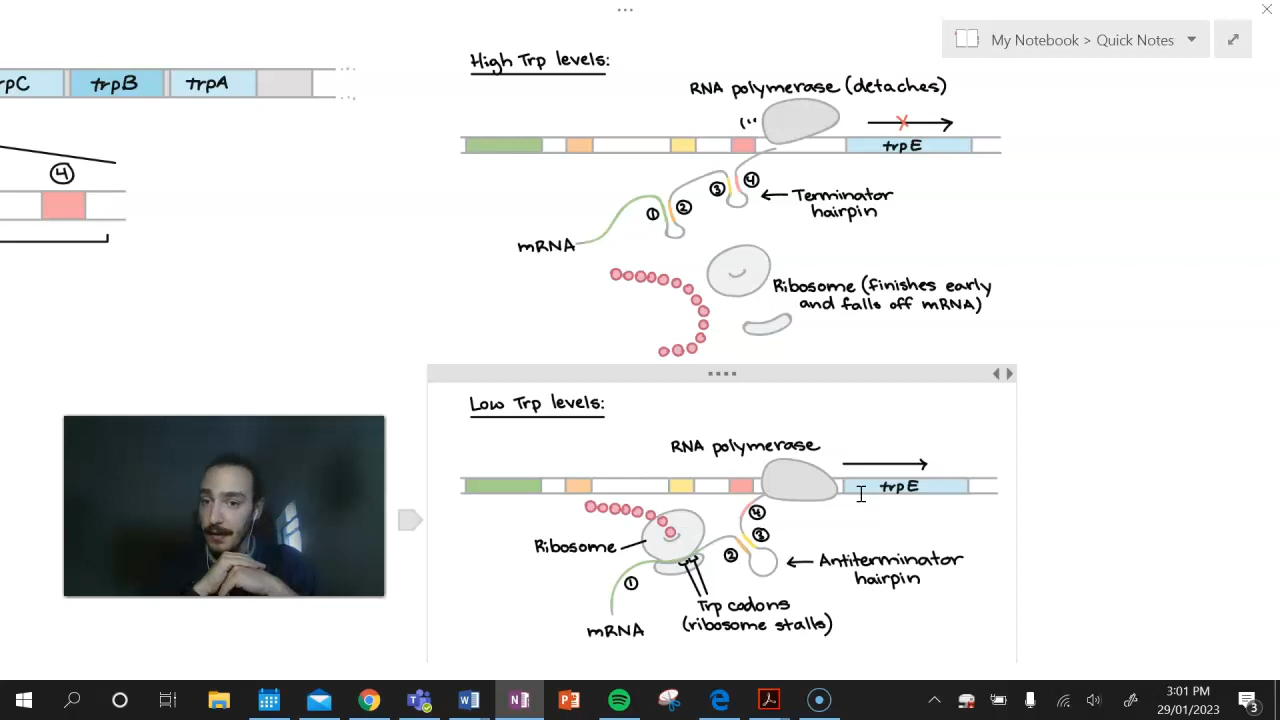 My Notebook > Quick Notes
rpC trpB trpA
④
High Trp levels:
RNA polymerase (detaches)
trpE
① ② ③ ④
Terminator
hairpin
mRNA
Ribosome (finishes early
and falls off mRNA)
Low Trp levels:
RNA polymerase
trpE
① ② ③ ④
Ribosome
Antiterminator
hairpin
Trp codons
(ribosome stalls)
mRNA
3:01 PM
29/01/2023
3